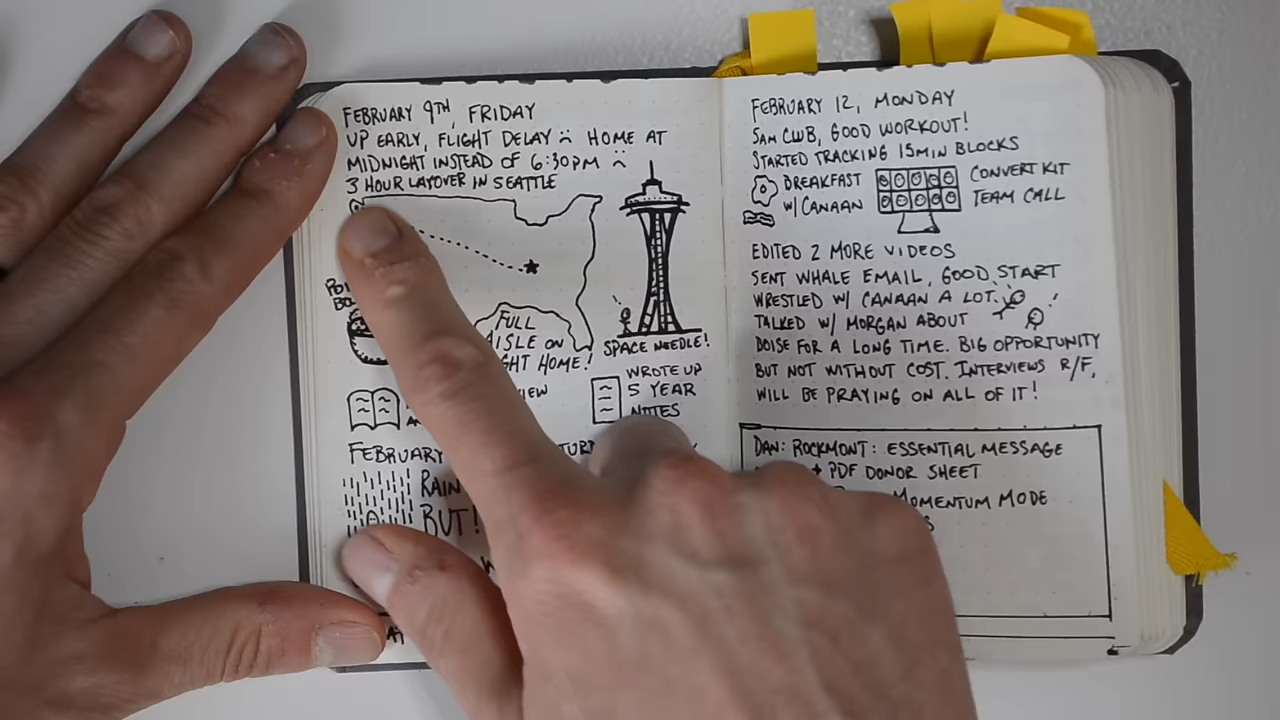 FEBRUARY 9TH, FRIDAY
UP EARLY, FLIGHT DELAY HOME AT
MIDNIGHT INSTEAD OF 6:30PM
3 HOUR LAYOVER IN SEATTLE
FULL
AISLE ON
GHT HOME!
SPACE NEEDLE!
WROTE UP
5 YEAR
NOTES
FEBRUARY
RAIN
BUT!
FEBRUARY 12, MONDAY
SAM CLUB, GOOD WORKOUT!
STARTED TRACKING 15MIN BLOCKS
BREAKFAST
W/ CANAAN
CONVERT KIT
TEAM CALL
EDITED 2 MORE VIDEOS
SENT WHALE EMAIL, GOOD START
WRESTLED W/ CANAAN A LOT.
TALKED W/ MORGAN ABOUT
BOISE FOR A LONG TIME. BIG OPPORTUNITY
BUT NOT WITHOUT COST. INTERVIEWS R/F,
WILL BE PRAYING ON ALL OF IT!
DAN: ROCKMONT: ESSENTIAL MESSAGE
+ PDF DONOR SHEET
MOMENTUM MODE